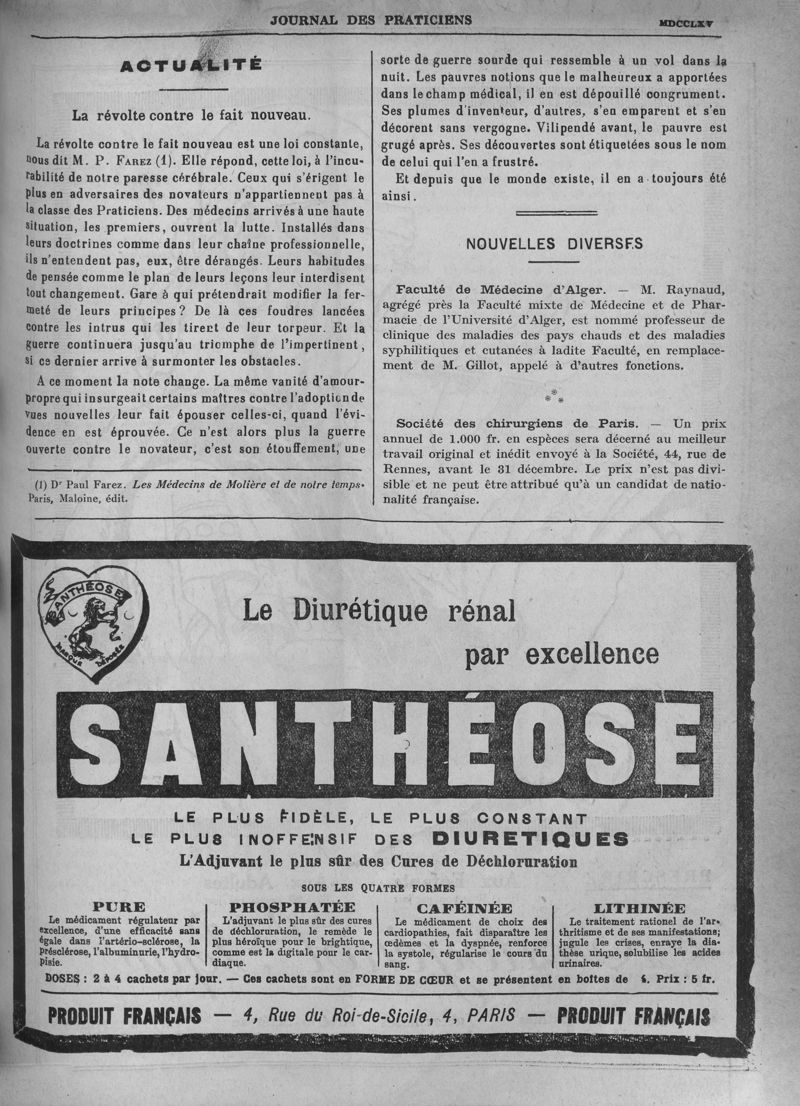 JOURNAL DES PRATICIENS
MDCCLXV
ACTUALITÉ
La révolte contre le fait nouveau.
La révolte contre le fait nouveau est une loi constante,
nous dit M. P. FAREZ (1). Elle répond, cette loi, à l'incu-
rabilité de notre paresse cérébrale. Ceux qui s'érigent le
plus en adversaires des novateurs n'appartiennent pas à
la classe des Praticiens. Des médecins arrivés à une haute
situation, les premiers, ouvrent la lutte. Installés dans
leurs doctrines comme dans leur chaîne professionnelle,
ils n'entendent pas, eux, être dérangés. Leurs habitudes
de pensée comme le plan de leurs leçons leur interdisent
tout changement. Gare à qui prétendrait modifier la fer-
meté de leurs principes ? De là ces foudres lancées
contre les intrus qui les tirent de leur torpeur. Et la
guerre continuera jusqu'au triomphe de l'impertinent,
si ce dernier arrive à surmonter les obstacles.
A ce moment la note change. La même vanité d'amour-
propre qui insurgeait certains maîtres contre l'adoption de
vues nouvelles leur fait épouser celles-ci, quand l'évi-
dence en est éprouvée. Ce n'est alors plus la guerre
ouverte contre le novateur, c'est son étouffement, une
(1) Dr Paul Farez. Les Médecins de Molière et de notre temps.
Paris, Maloine, édit.
sorte de guerre sourde qui ressemble à un vol dans la
nuit. Les pauvres notions que le malheureux a apportées
dans le champ médical, il en est dépouillé congrument.
Ses plumes d'inventeur, d'autres, s'en emparent et s'en
décorent sans vergogne. Vilipendé avant, le pauvre est
grugé après. Ses découvertes sont étiquetées sous le nom
de celui qui l'en a frustré.
Et depuis que le monde existe, il en a toujours été
ainsi.
NOUVELLES DIVERSES
Faculté de Médecine d'Alger. — M. Raynaud,
agrégé près la Faculté mixte de Médecine et de Phar-
macie de l'Université d'Alger, est nommé professeur de
clinique des maladies des pays chauds et des maladies
syphilitiques et cutanées à ladite Faculté, en remplace-
ment de M. Gillot, appelé à d'autres fonctions.
Société des chirurgiens de Paris. — Un prix
annuel de 1.000 fr. en espèces sera décerné au meilleur
travail original et inédit envoyé à la Société, 44, rue de
Rennes, avant le 31 décembre. Le prix n'est pas divi-
sible et ne peut être attribué qu'à un candidat de natio-
nalité française.
SANTHÉOSE
MARQUE DÉPOSÉE
Le Diurétique rénal
par excellence
SANTHÉOSE
LE PLUS FIDÈLE, LE PLUS CONSTANT
LE PLUS INOFFENSIF DES DIURETIQUES
L'Adjuvant le plus sûr des Cures de Déchloruration
SOUS LES QUATRE FORMES
PURE
Le médicament régulateur par
excellence, d'une efficacité sans
égale dans l'artério-sclérose, la
présclérose, l'albuminurie, l'hydro-
pisie.
PHOSPHATÉE
L'adjuvant le plus sûr des cures
de déchloruration, le remède le
plus héroïque pour le brightique,
comme est la digitale pour le car-
diaque.
CAFÉINÉE
Le médicament de choix des
cardiopathies, fait disparaître les
œdèmes et la dyspnée, renforce
la systole, régularise le cours du
sang.
LITHINÉE
Le traitement rationel de l'ar-
thritisme et de ses manifestations;
jugule les crises, enraye la dia-
thèse urique, solubilise les acides
urinaires.
DOSES : 2 à 4 cachets par jour. — Ces cachets sont en FORME DE CŒUR et se présentent en boîtes de Prix : 5 fr.
PRODUIT FRANÇAIS — 4, Rue du Roi-de-Sicile, 4, PARIS — PRODUIT FRANÇAIS